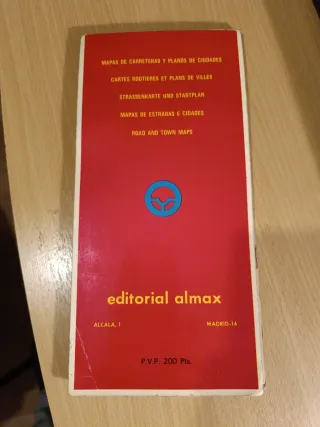 MAPAS DE CARRETERAS Y PLANOS DE CIUDADES
CARTES ROUTIERES ET PLANS DE VILLES
STRASSENKARTE UND STADTPLAN
MAPAS DE ESTRADAS E CIDADES
ROAD AND TOWN MAPS
editorial almax
ALCALA, 1 MADRID-14
P.V.P. 200 Pts.